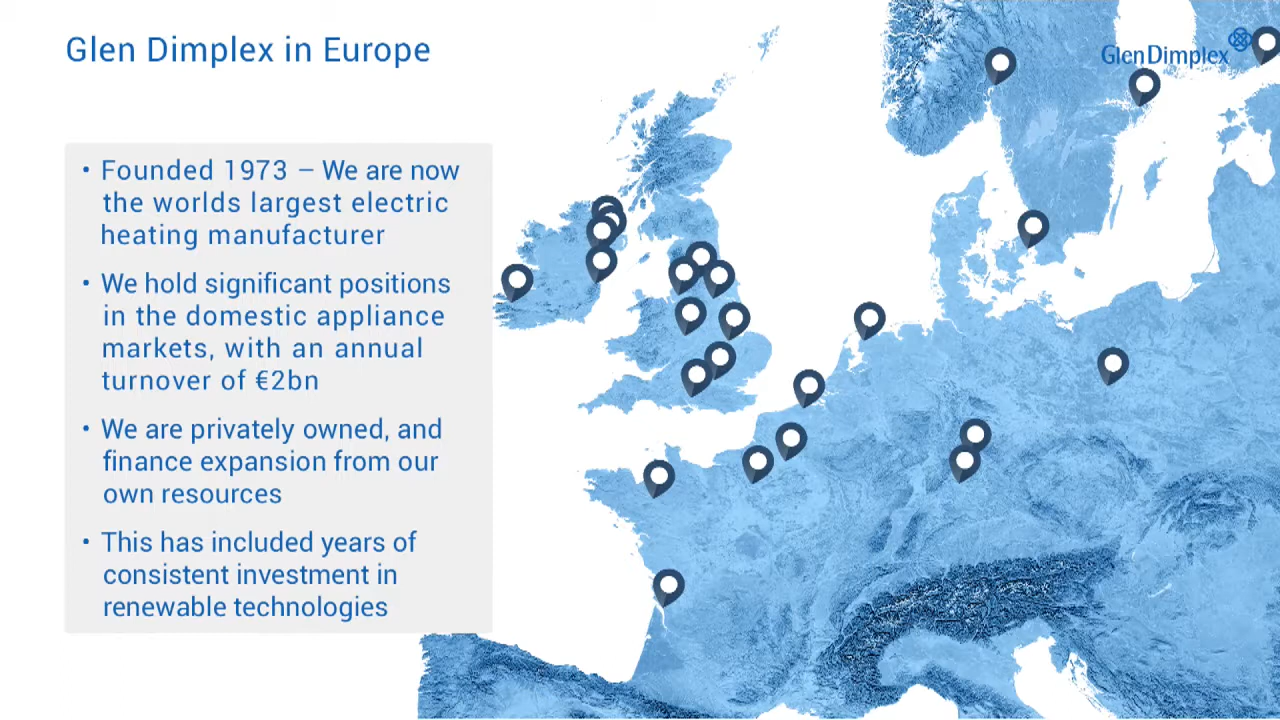 Glen Dimplex in Europe
Glen Dimplex
• Founded 1973 – We are now
the worlds largest electric
heating manufacturer
• We hold significant positions
in the domestic appliance
markets, with an annual
turnover of €2bn
• We are privately owned, and
finance expansion from our
own resources
• This has included years of
consistent investment in
renewable technologies